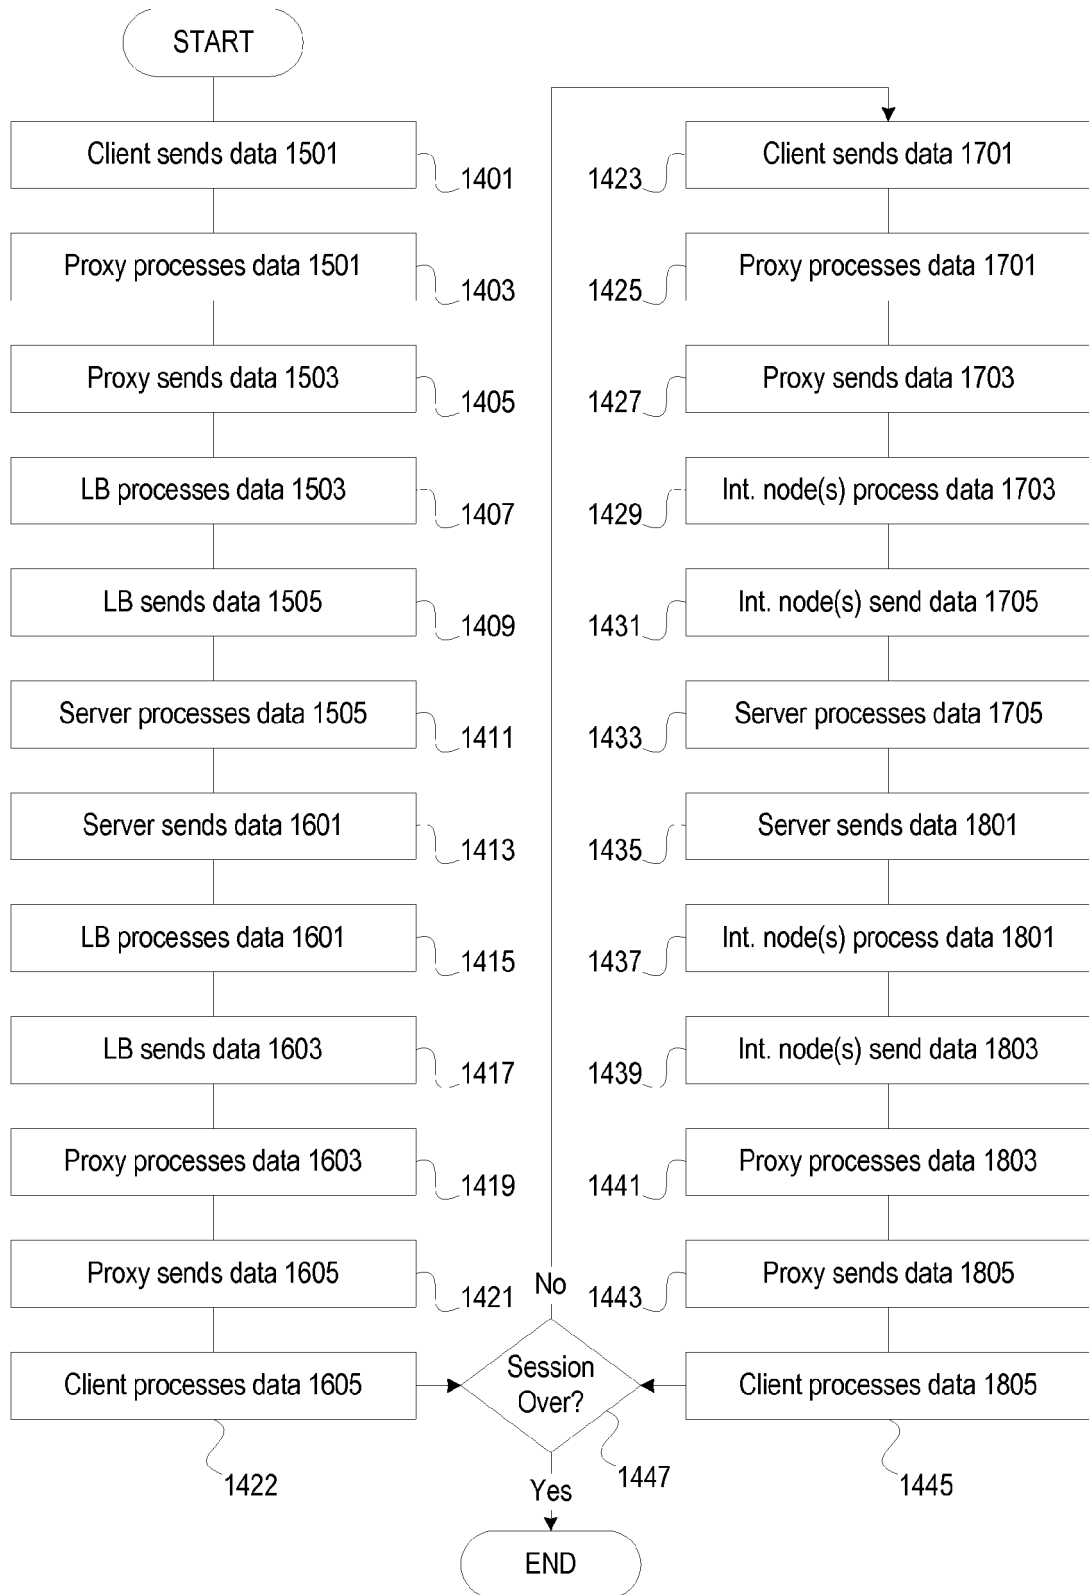 START
Client sends data 1501
1401
Proxy processes data 1501
1403
Proxy sends data 1503
1405
LB processes data 1503
1407
LB sends data 1505
1409
Server processes data 1505
1411
Server sends data 1601
1413
LB processes data 1601
1415
LB sends data 1603
1417
Proxy processes data 1603
1419
Proxy sends data 1605
1421
Client processes data 1605
1422
Client sends data 1701
1423
Proxy processes data 1701
1425
Proxy sends data 1703
1427
Int. node(s) process data 1703
1429
Int. node(s) send data 1705
1431
Server processes data 1705
1433
Server sends data 1801
1435
Int. node(s) process data 1801
1437
Int. node(s) send data 1803
1439
Proxy processes data 1803
1441
Proxy sends data 1805
1443
Client processes data 1805
1445
No
Session
Over?
1447
Yes
END